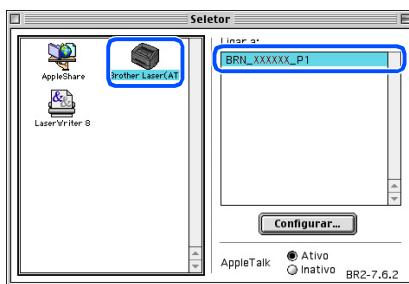 Seletor
AppleShare
Brother Laser(AT
LaserWriter 8
Ligar a:
BRN_XXXXXX_P1
Configurar...
AppleTalk
Ativo
Inativo
BR2-7.6.2